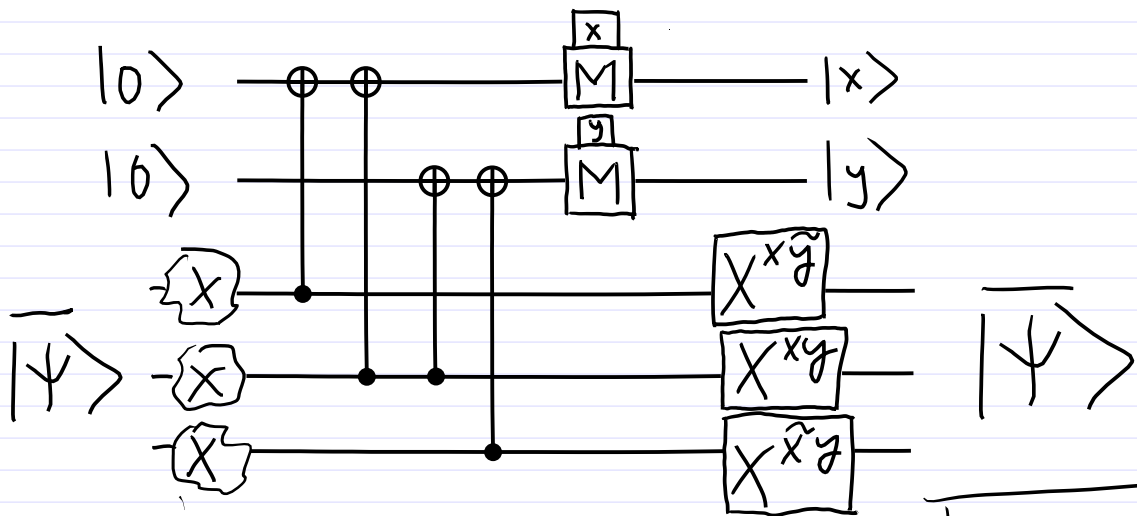 x
|0⟩ M |x⟩
y
|0⟩ M |y⟩
X X^{xỹ}
|Ψ̅⟩ X X^{xy} |Ψ̅⟩
X X^{x̃y}